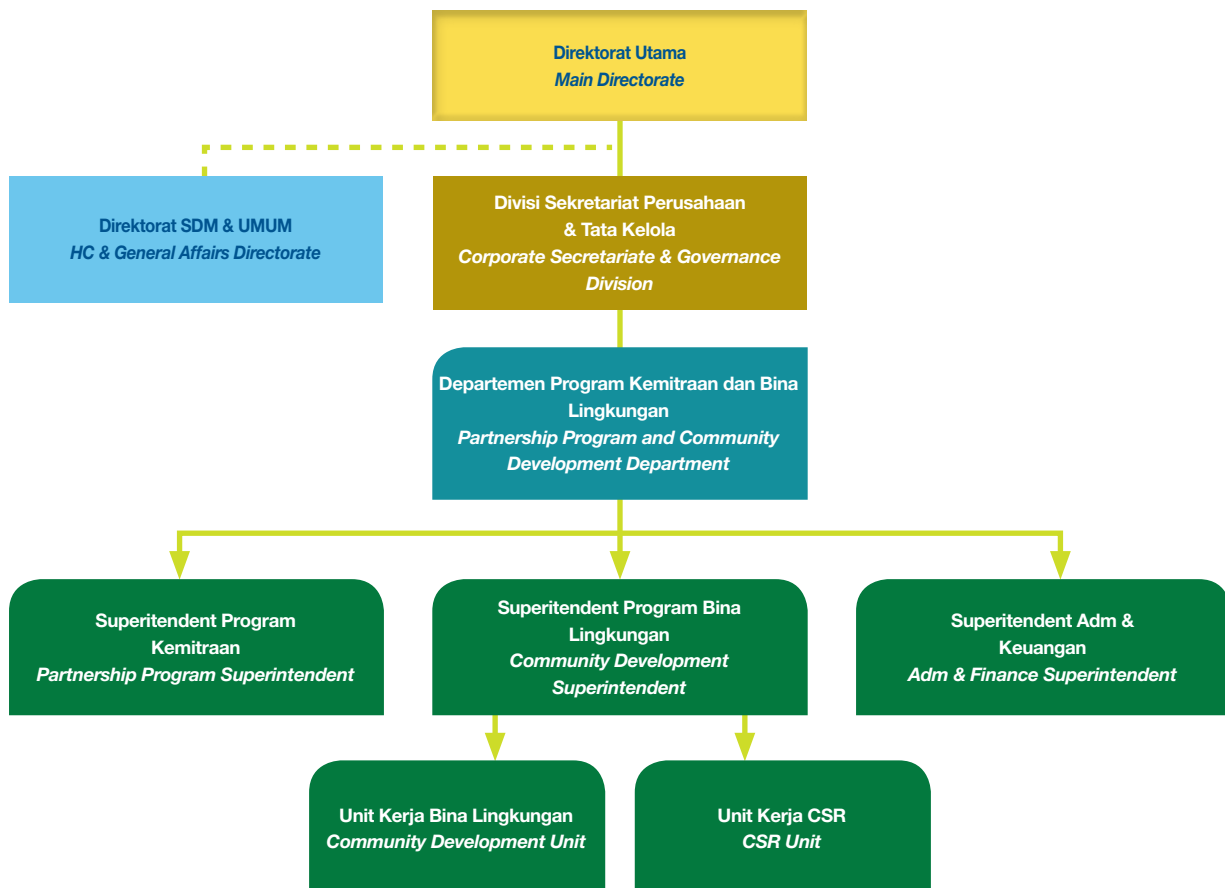 Direktorat Utama
Main Directorate
Direktorat SDM & UMUM
HC & General Affairs Directorate
Divisi Sekretariat Perusahaan
& Tata Kelola
Corporate Secretariate & Governance
Division
Departemen Program Kemitraan dan Bina
Lingkungan
Partnership Program and Community
Development Department
Superitendent Program
Kemitraan
Partnership Program Superintendent
Superitendent Program Bina
Lingkungan
Community Development
Superintendent
Superitendent Adm &
Keuangan
Adm & Finance Superintendent
Unit Kerja Bina Lingkungan
Community Development Unit
Unit Kerja CSR
CSR Unit